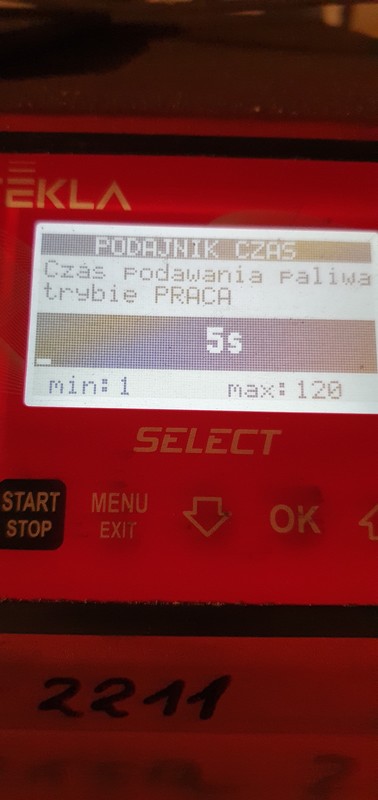 TEKLA
PODAJNIK CZAS
Czas podawania paliwa
trybie PRACA
5s
min: 1 max: 120
SELECT
START
STOP
MENU
EXIT
OK
2211